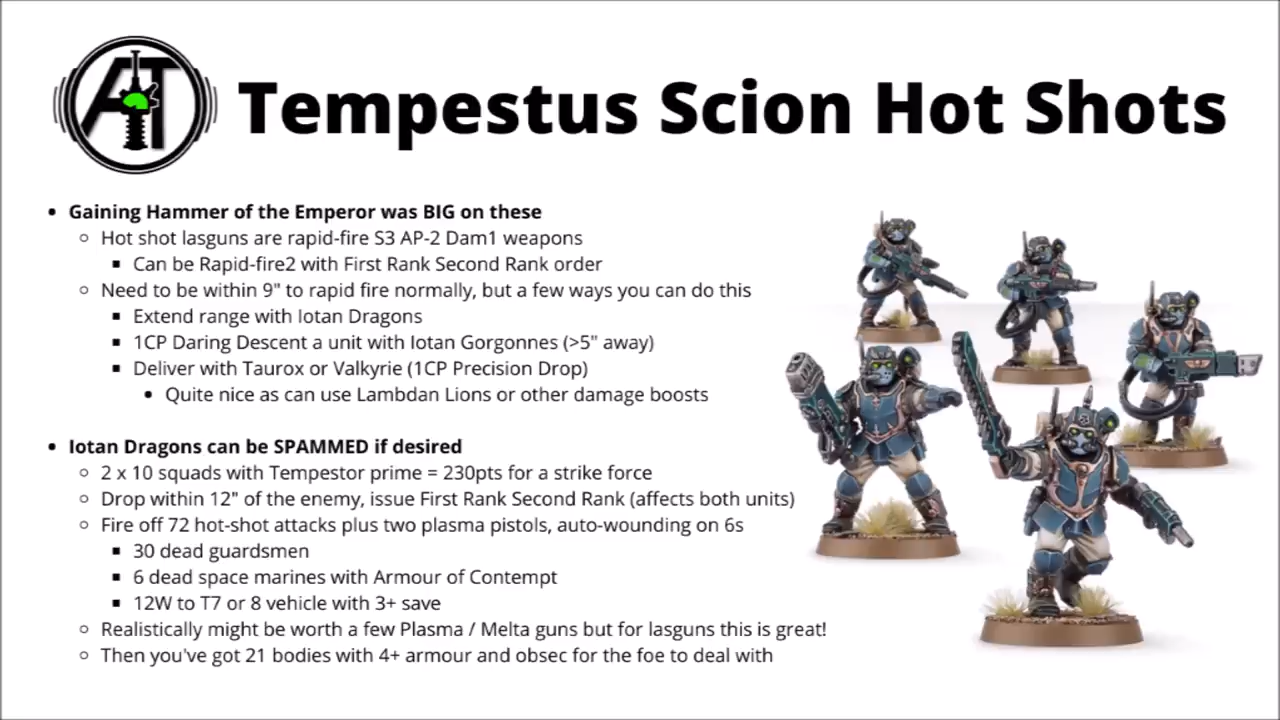 AT
Tempestus Scion Hot Shots
• Gaining Hammer of the Emperor was BIG on these
○ Hot shot lasguns are rapid-fire S3 AP-2 Dam1 weapons
▪ Can be Rapid-fire2 with First Rank Second Rank order
○ Need to be within 9" to rapid fire normally, but a few ways you can do this
▪ Extend range with Iotan Dragons
▪ 1CP Daring Descent a unit with Iotan Gorgonnes (>5" away)
▪ Deliver with Taurox or Valkyrie (1CP Precision Drop)
• Quite nice as can use Lambdan Lions or other damage boosts
• Iotan Dragons can be SPAMMED if desired
○ 2 x 10 squads with Tempestor prime = 230pts for a strike force
○ Drop within 12" of the enemy, issue First Rank Second Rank (affects both units)
○ Fire off 72 hot-shot attacks plus two plasma pistols, auto-wounding on 6s
▪ 30 dead guardsmen
▪ 6 dead space marines with Armour of Contempt
▪ 12W to T7 or 8 vehicle with 3+ save
○ Realistically might be worth a few Plasma / Melta guns but for lasguns this is great!
○ Then you've got 21 bodies with 4+ armour and obsec for the foe to deal with